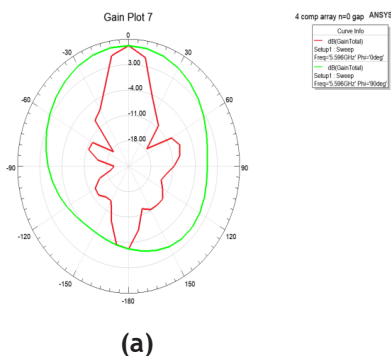 Gain Plot 7
4 comp array n=0 gap ANSYS
Curve Info
dB(GainTotal)
Setup1 : Sweep
Freq='5.596GHz' Phi='0deg'
dB(GainTotal)
Setup1 : Sweep
Freq='5.596GHz' Phi='90deg'
0
-30
30
3.00
-60
60
-4.00
-11.00
-18.00
-90
90
-120
120
-150
150
-180
(a)